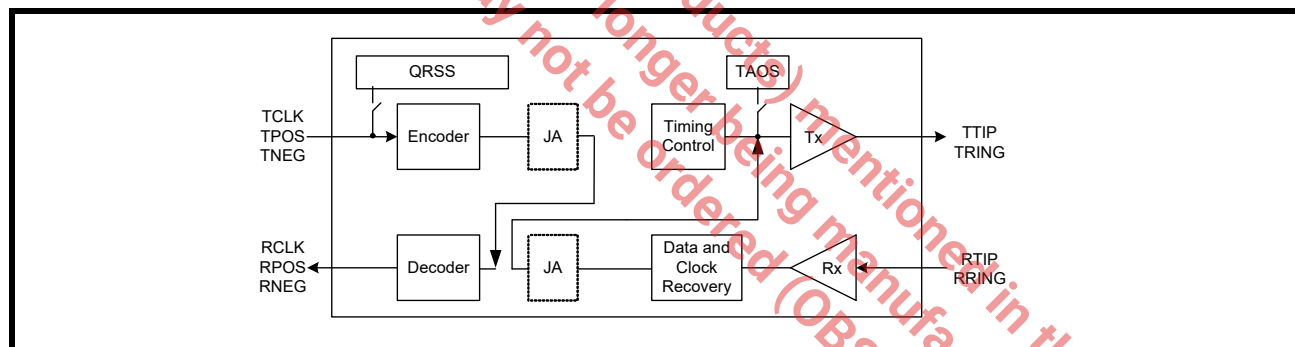 QRSS
TAOS
TCLK
TPOS
TNEG
Encoder
JA
Timing
Control
Tx
TTIP
TRING
RCLK
RPOS
RNEG
Decoder
JA
Data and
Clock
Recovery
Rx
RTIP
RRING
ducts) mentioned in th
longer being manufa
y not be ordered (OBS